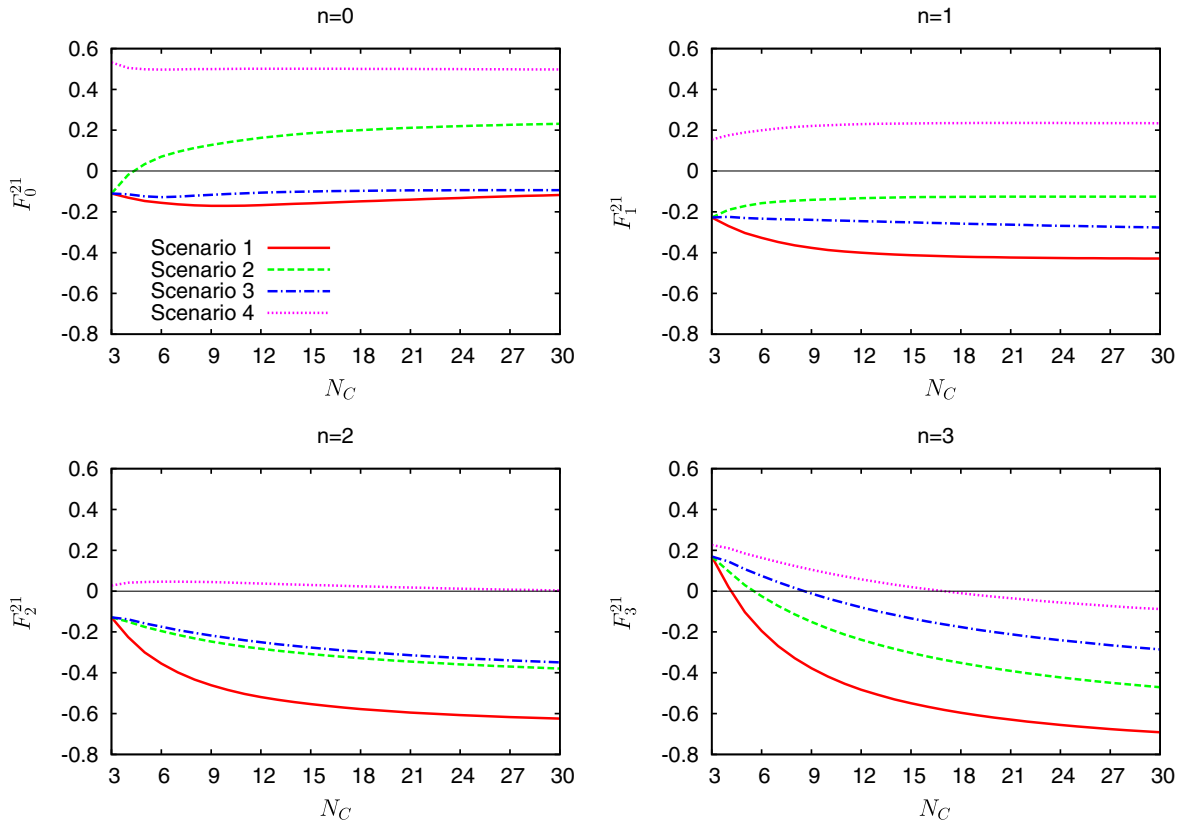 n=0
0.6
0.4
0.2
0
-0.2
-0.4
-0.6
-0.8
F_0^{21}
Scenario 1
Scenario 2
Scenario 3
Scenario 4
3 6 9 12 15 18 21 24 27 30
N_C
n=1
0.6
0.4
0.2
0
-0.2
-0.4
-0.6
-0.8
F_1^{21}
3 6 9 12 15 18 21 24 27 30
N_C
n=2
0.6
0.4
0.2
0
-0.2
-0.4
-0.6
-0.8
F_2^{21}
3 6 9 12 15 18 21 24 27 30
N_C
n=3
0.6
0.4
0.2
0
-0.2
-0.4
-0.6
-0.8
F_3^{21}
3 6 9 12 15 18 21 24 27 30
N_C